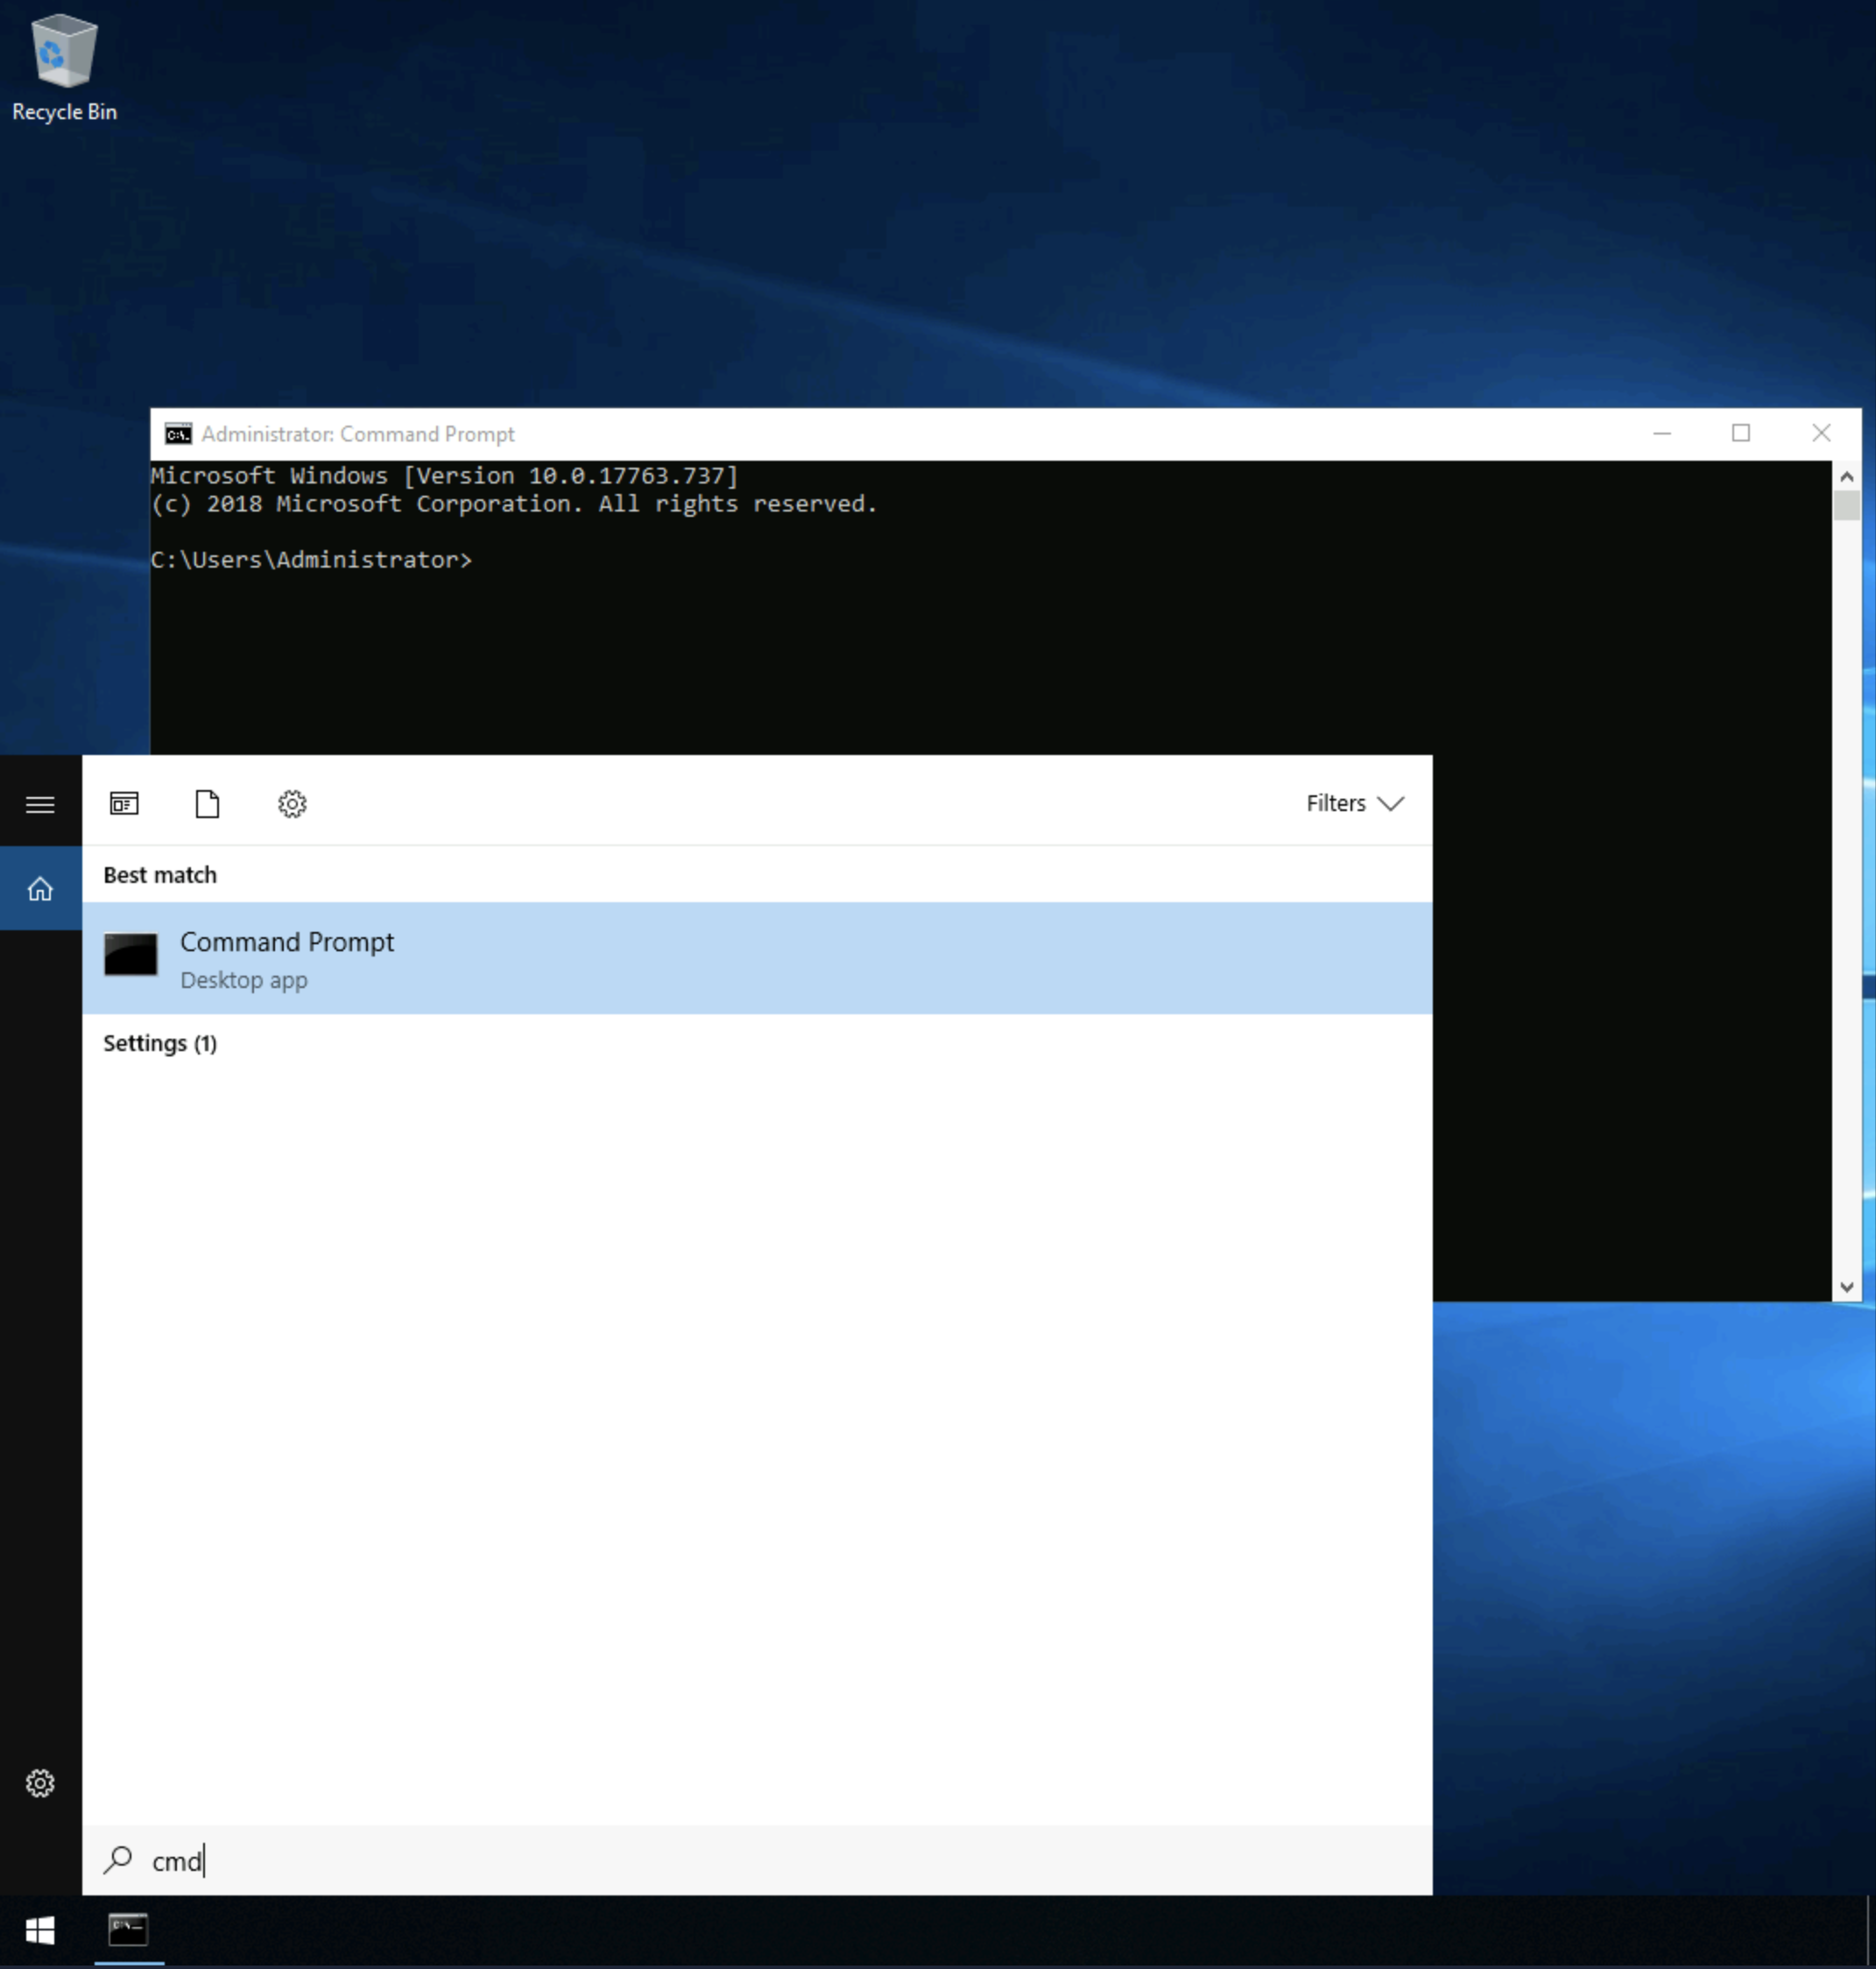 Recycle Bin
Administrator: Command Prompt
Microsoft Windows [Version 10.0.17763.737]
(c) 2018 Microsoft Corporation. All rights reserved.
C:\Users\Administrator>
Filters
Best match
Command Prompt
Desktop app
Settings (1)
cmd